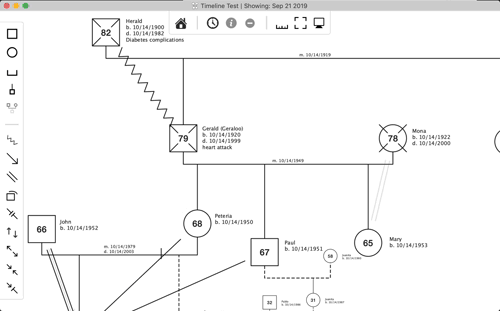 Timeline Test | Showing: Sep 21 2019
82
Herald
b. 10/14/1900
d. 10/14/1982
Diabetes complications
m. 10/14/1919
79
Gerald (Geraloo)
b. 10/14/1920
d. 10/14/1999
heart attack
78
Mona
b. 10/14/1922
d. 10/14/2000
m. 10/14/1949
66
John
b. 10/14/1952
68
Peteria
b. 10/14/1950
m. 10/14/1979
d. 10/14/2003
67
Paul
b. 10/14/1951
58
65
Mary
b. 10/14/1953
32
31